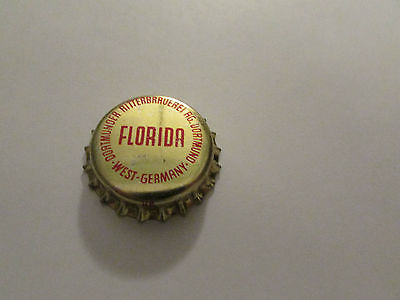 DORTMUNDER RITTERBRAUEREI AG. DORTMUND
FLORIDA
·WEST-GERMANY·